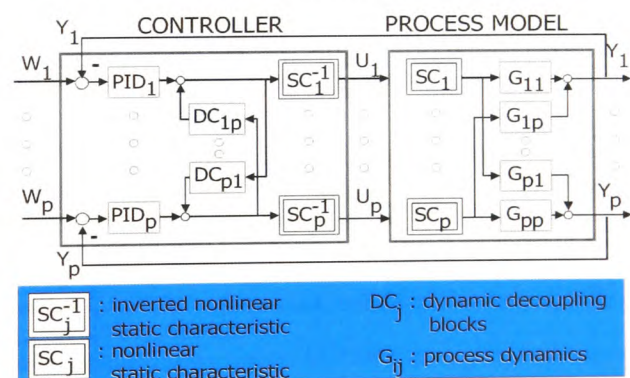 Y1 CONTROLLER PROCESS MODEL Y1
W1 - PID1 SC1^-1 U1 SC1 G11
DC1p G1p
DCp1 Gp1
Wp PIDp SCp^-1 Up SCp Gpp Yp
-
Yp
SCj^-1 : inverted nonlinear
static characteristic
SCj : nonlinear
static characteristic
DCj : dynamic decoupling
blocks
Gij : process dynamics